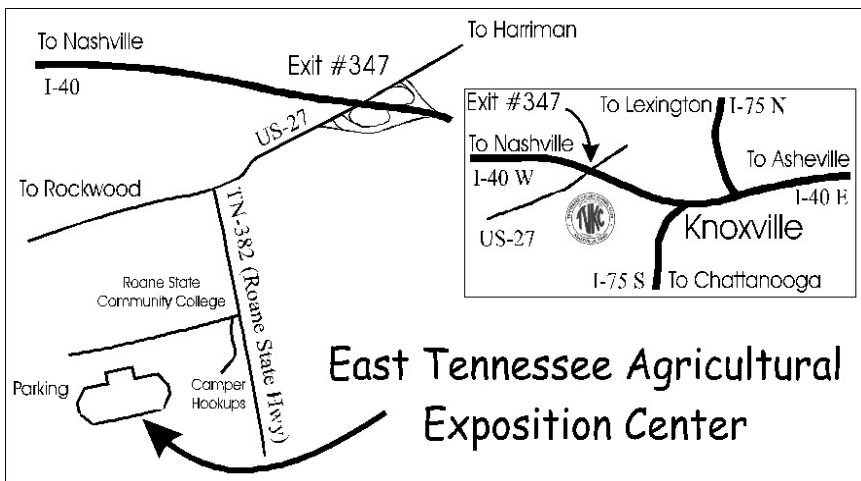 To Nashville
I-40
Exit #347
To Harriman
US-27
To Rockwood
TN-382 (Roane State Hwy)
Roane State
Community College
Parking
Camper
Hookups
East Tennessee Agricultural
Exposition Center
Exit #347
To Lexington
I-75 N
To Nashville
I-40 W
To Asheville
I-40 E
US-27
TVKC
Knoxville
I-75 S
To Chattanooga